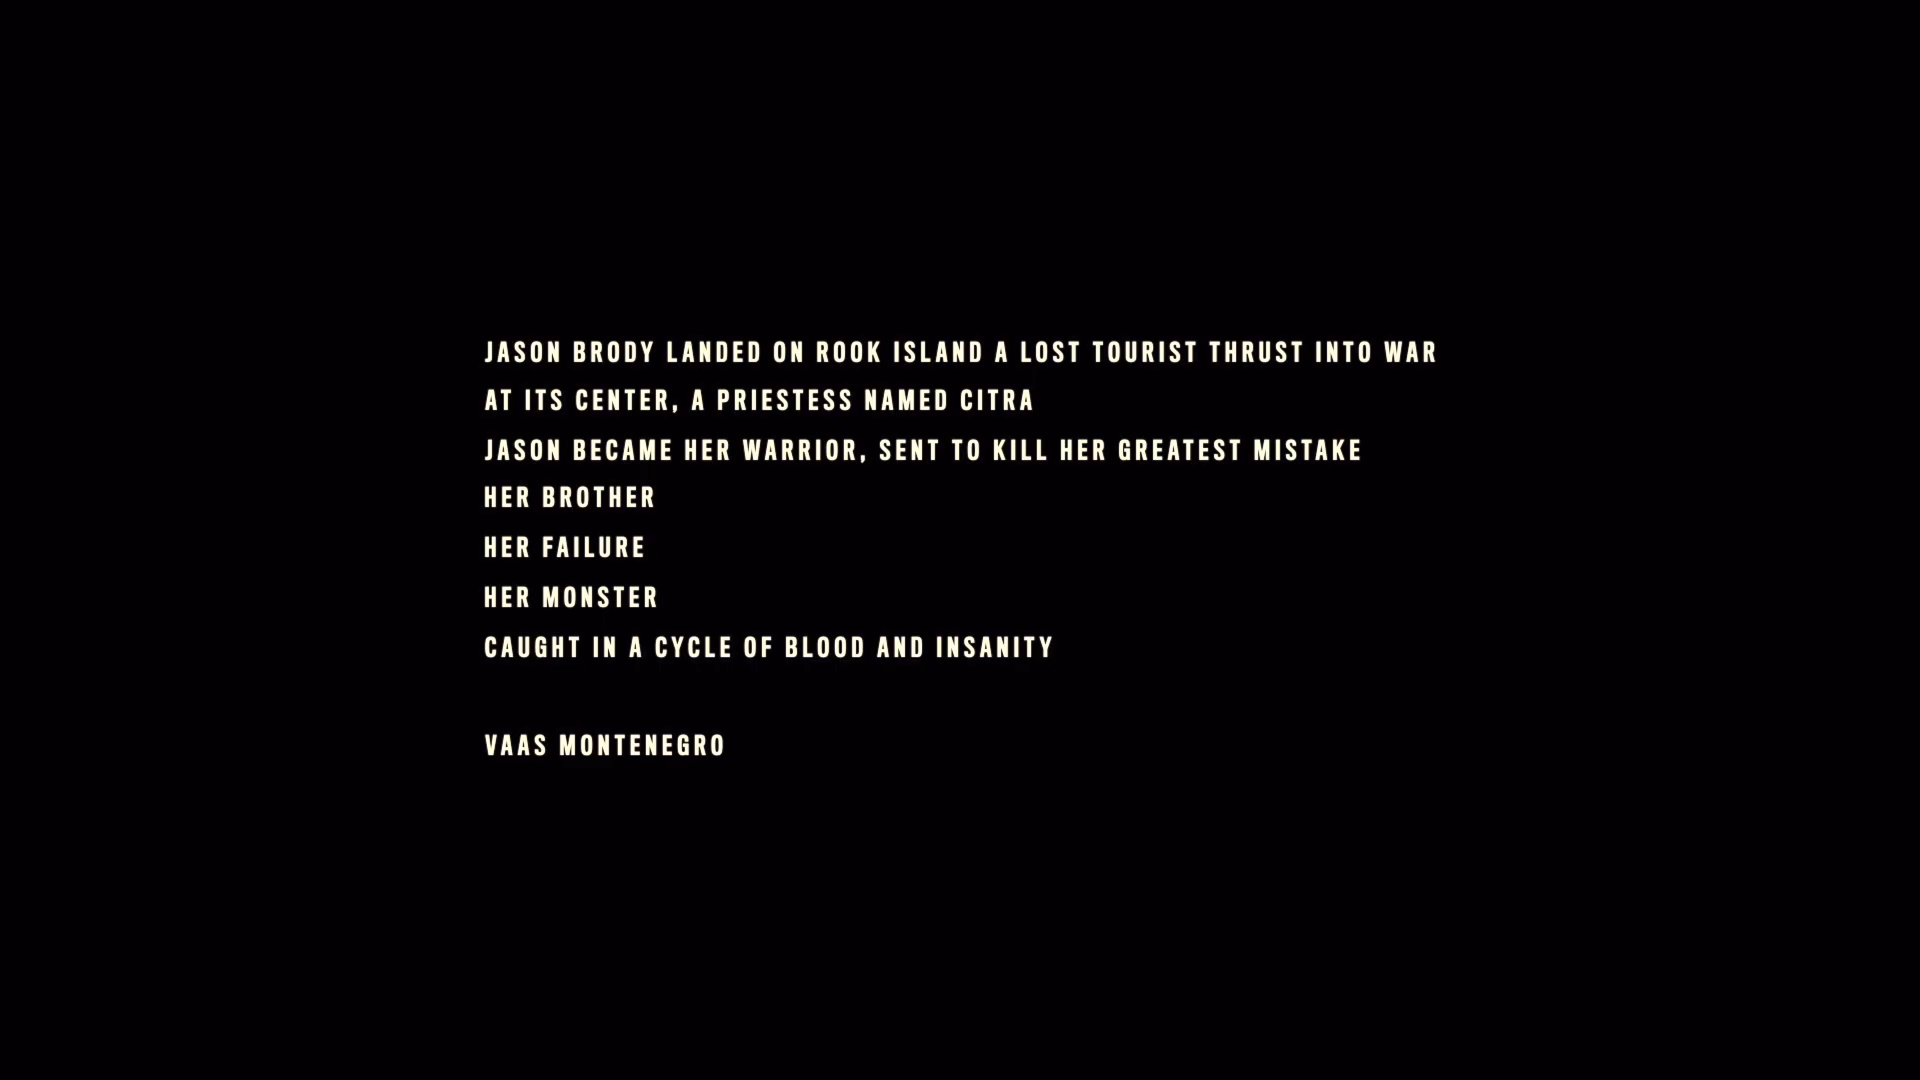 JASON BRODY LANDED ON ROOK ISLAND A LOST TOURIST THRUST INTO WAR
AT ITS CENTER, A PRIESTESS NAMED CITRA
JASON BECAME HER WARRIOR, SENT TO KILL HER GREATEST MISTAKE
HER BROTHER
HER FAILURE
HER MONSTER
CAUGHT IN A CYCLE OF BLOOD AND INSANITY
VAAS MONTENEGRO